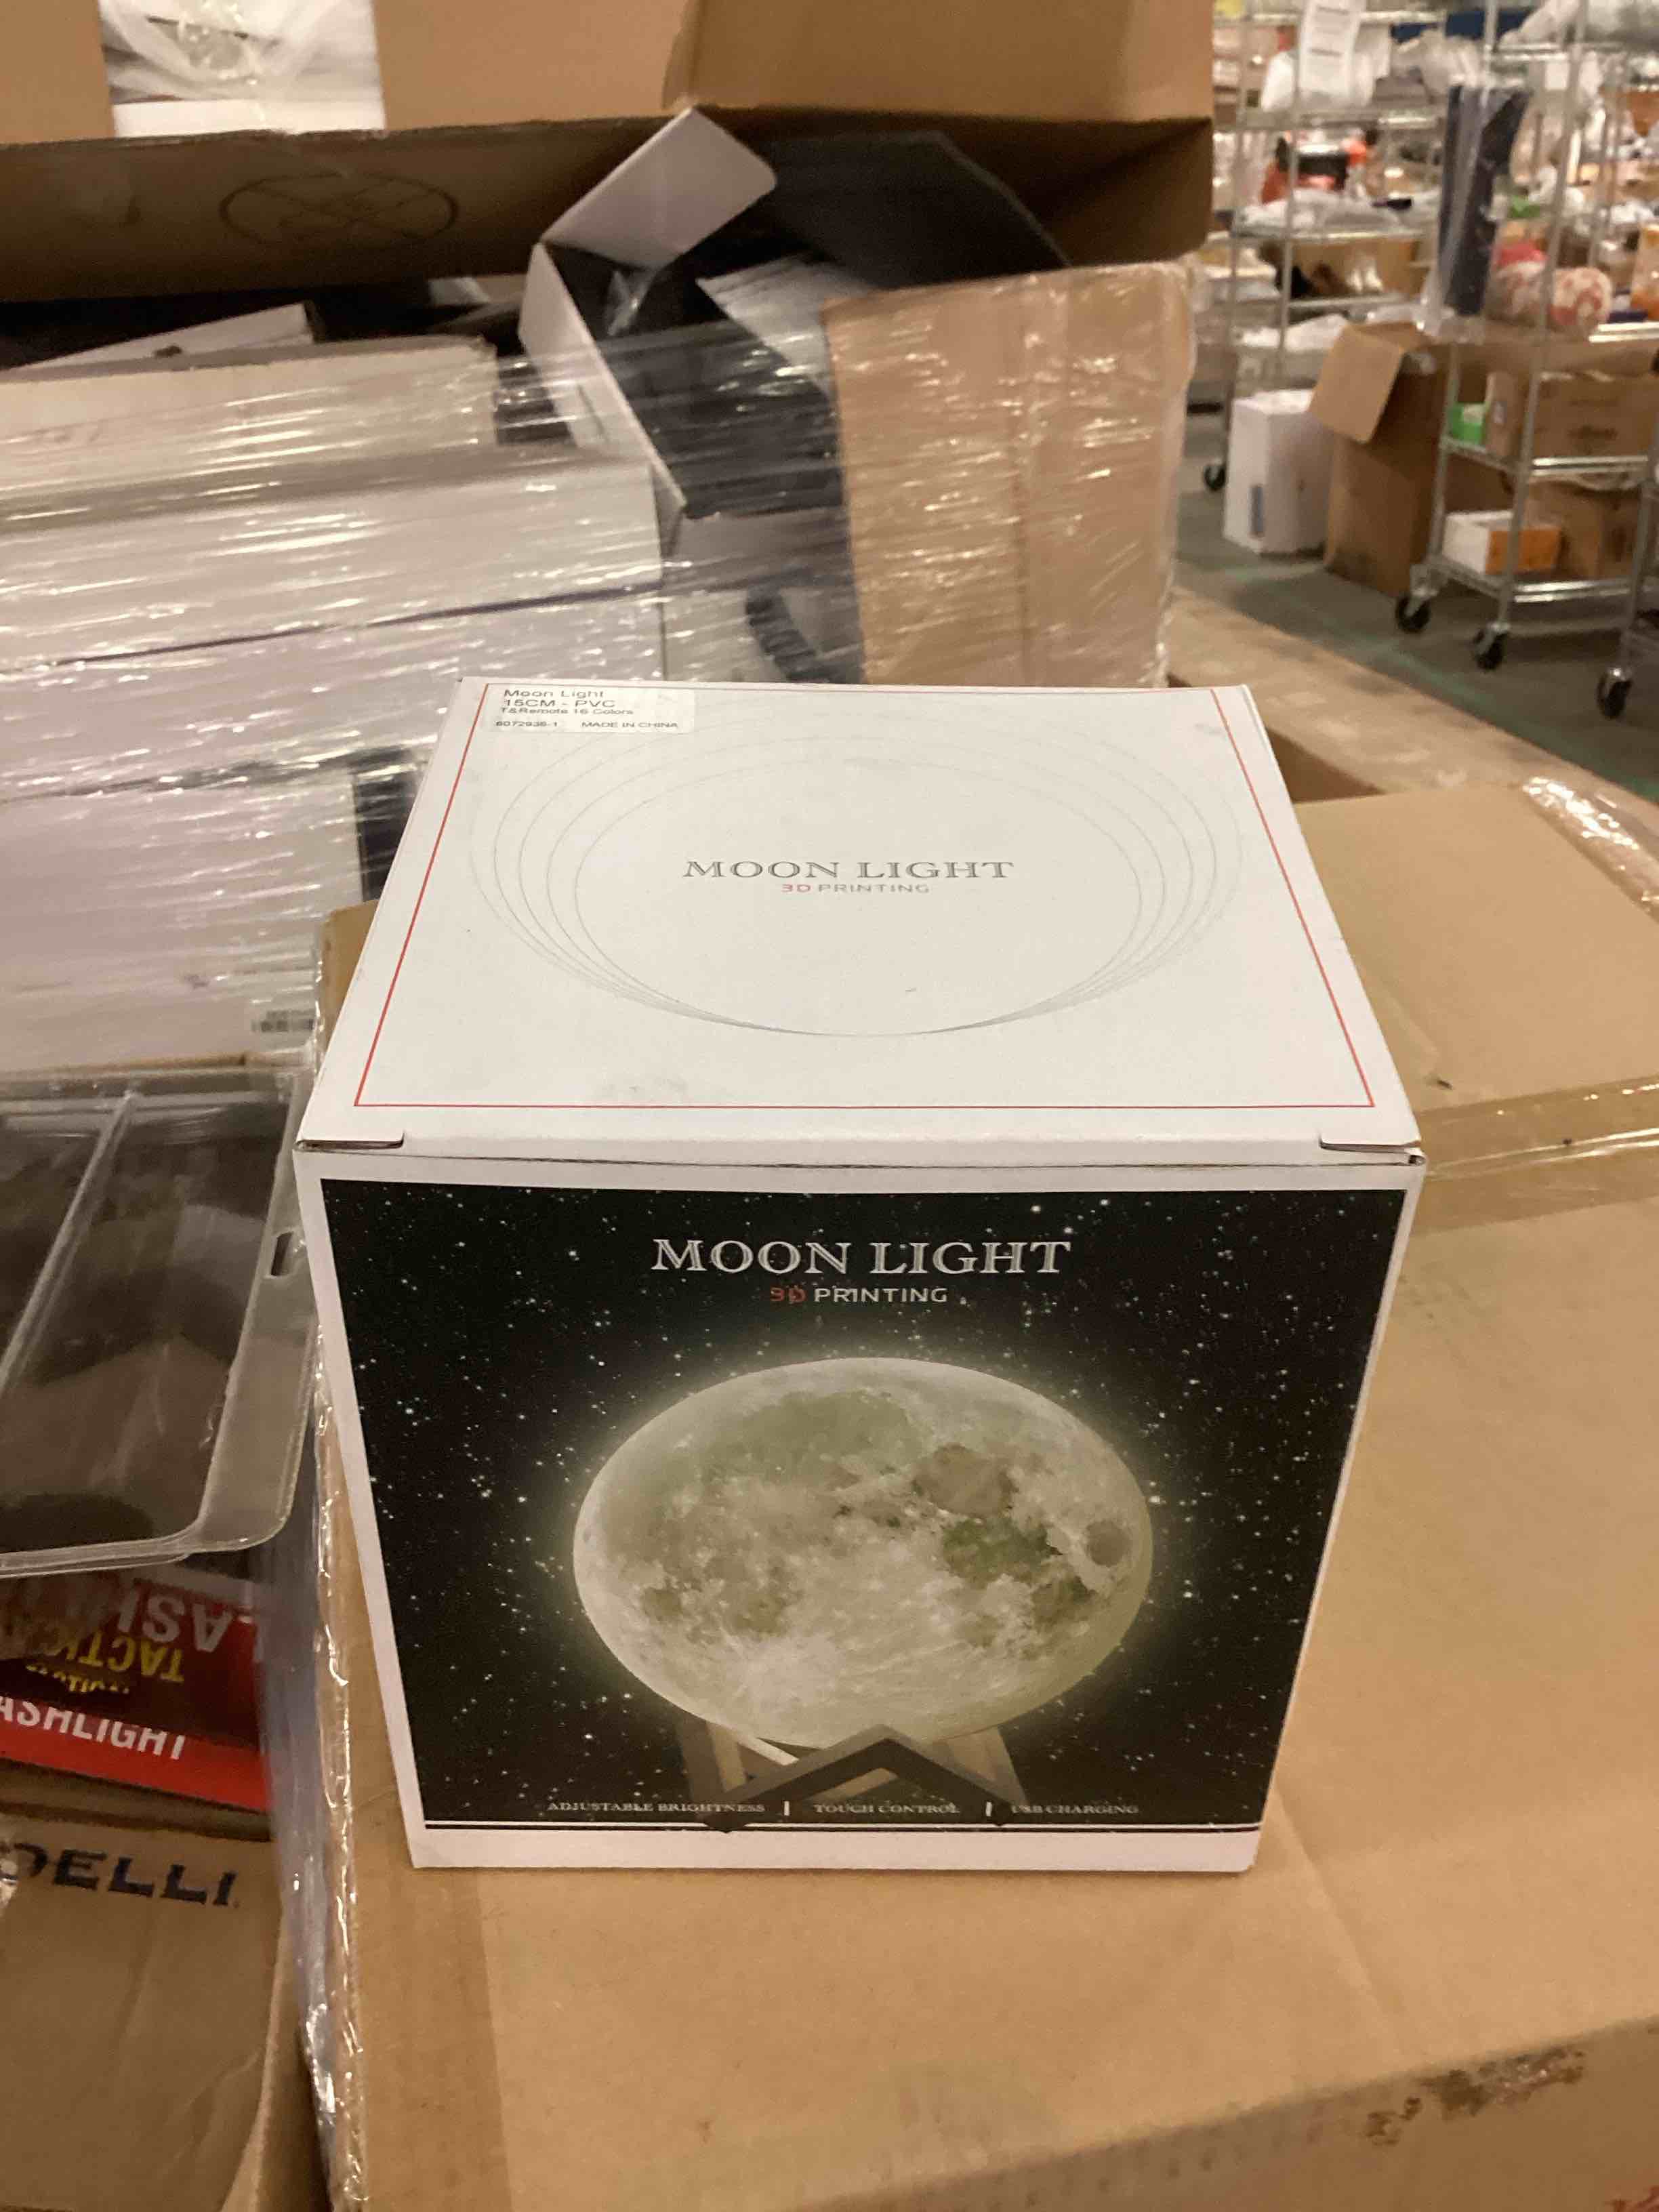 Moon Light
15CM - PVC
T&Remote 16 Colors
6072936-1 MADE IN CHINA
MOON LIGHT
3D PRINTING
MOON LIGHT
3D PRINTING
ADJUSTABLE BRIGHTNESS | TOUCH CONTROL | USB CHARGING
TACTICAL
ASHLIGHT
DELLI